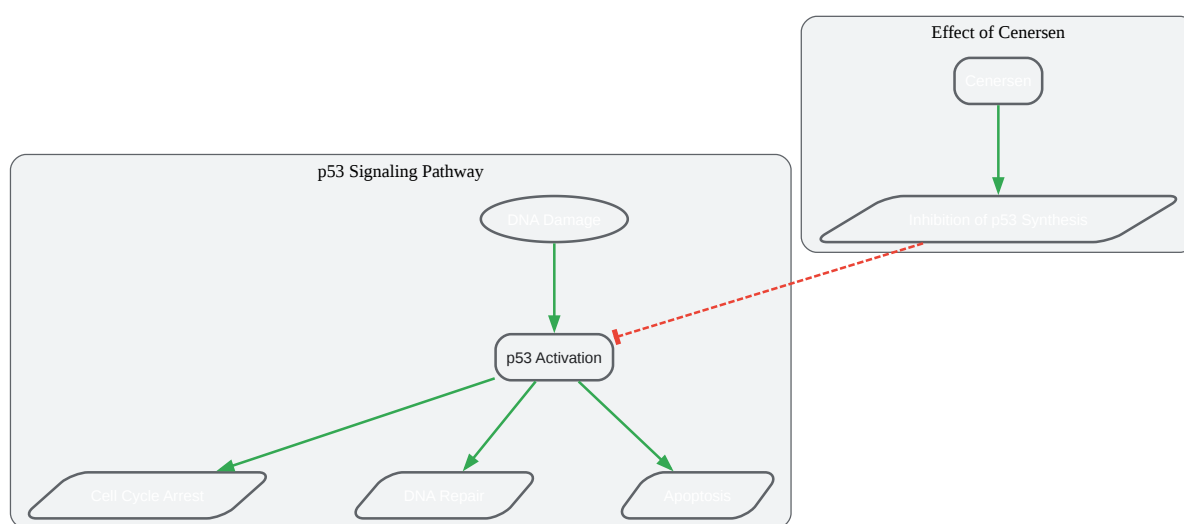 Effect of Cenersen
Cenersen
p53 Signaling Pathway
DNA Damage
Inhibition of p53 Synthesis
p53 Activation
Cell Cycle Arrest
DNA Repair
Apoptosis